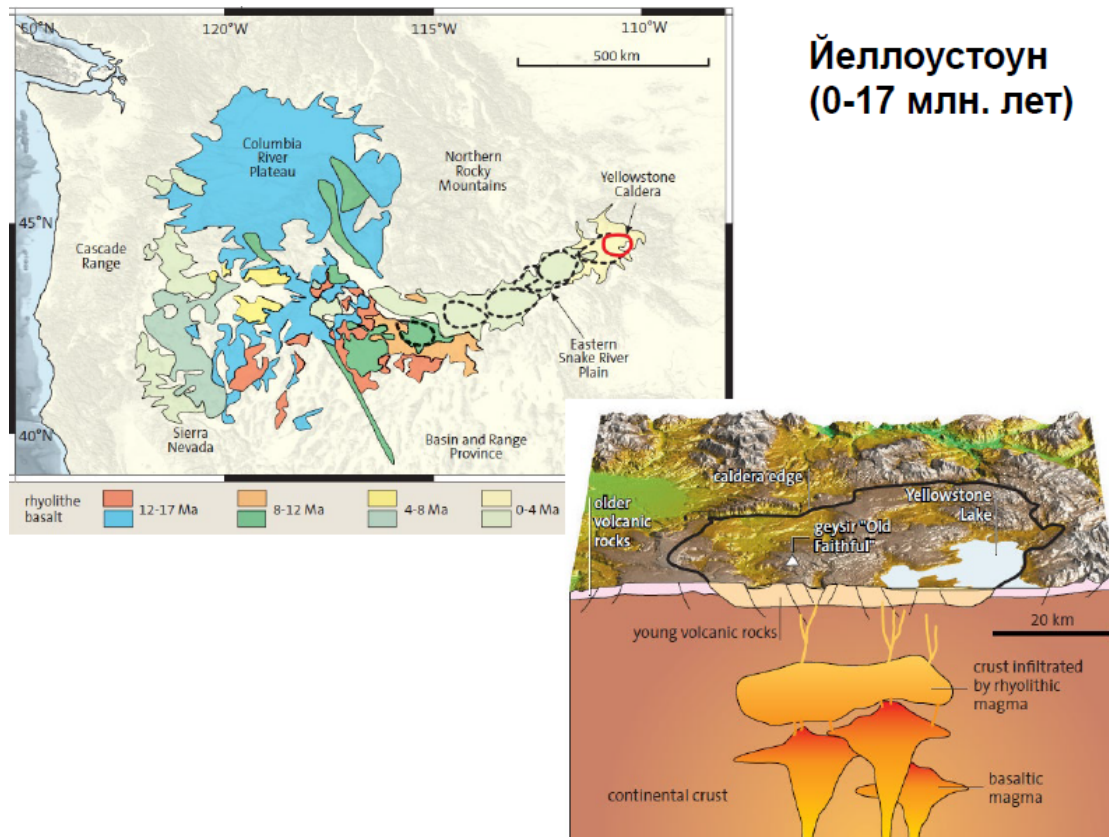 50°N
120°W
115°W
110°W
500 km
Йеллоустоун
(0-17 млн. лет)
Columbia
River
Plateau
Northern
Rocky
Mountains
Yellowstone
Caldera
45°N
Cascade
Range
Eastern
Snake River
Plain
40°N
Sierra
Nevada
Basin and Range
Province
rhyolithe
basalt
12-17 Ma
8-12 Ma
4-8 Ma
0-4 Ma
caldera edge
older
volcanic
rocks
Yellowstone
Lake
geysir "Old
Faithful"
young volcanic rocks
20 km
crust infiltrated
by rhyolithic
magma
continental crust
basaltic
magma